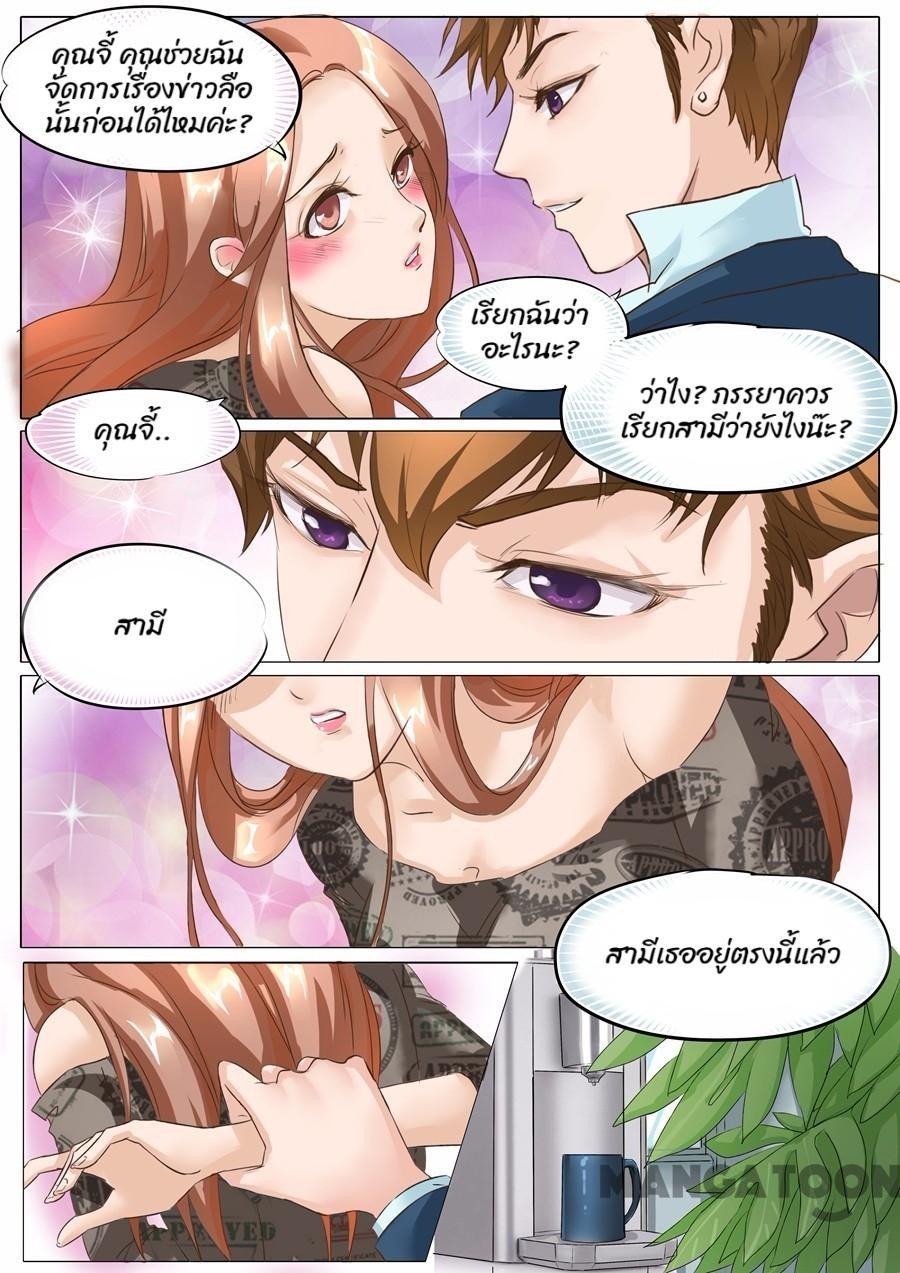 คุณจี้ คุณช่วยฉัน
จัดการเรื่องข่าวลือ
นั้นก่อนได้ไหมค่ะ?
เรียกฉันว่า
อะไรนะ?
ว่าไง? ภรรยาควร
เรียกสามีว่ายังไงน๊ะ?
คุณจี้..
สามี
สามีเธออยู่ตรงนี้แล้ว
APPROVED
MANGATOON